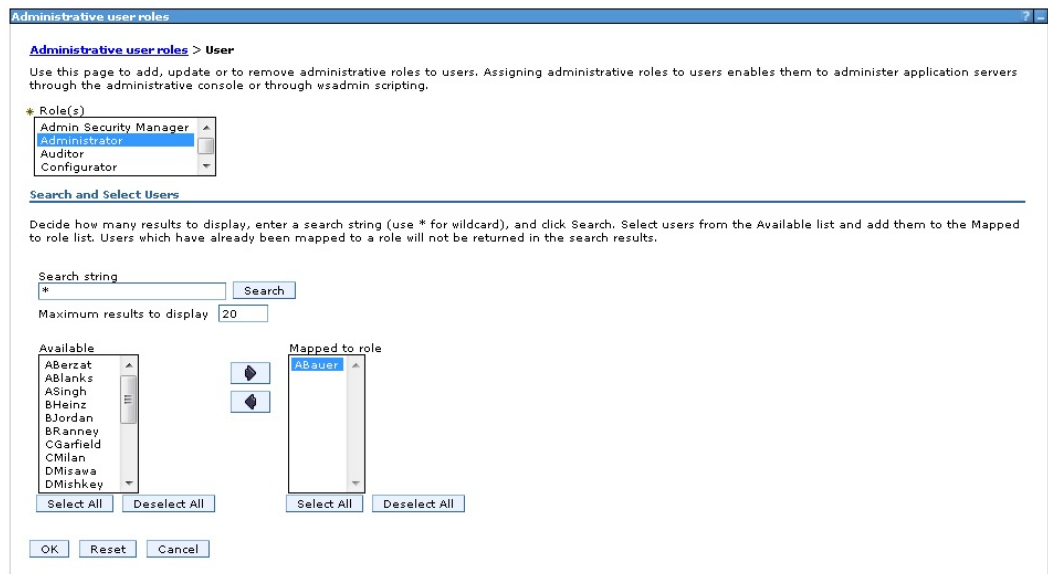 Administrative user roles ? -
Administrative user roles > User
Use this page to add, update or to remove administrative roles to users. Assigning administrative roles to users enables them to administer application servers
through the administrative console or through wsadmin scripting.
* Role(s)
Admin Security Manager
Administrator
Auditor
Configurator
Search and Select Users
Decide how many results to display, enter a search string (use * for wildcard), and click Search. Select users from the Available list and add them to the Mapped
to role list. Users which have already been mapped to a role will not be returned in the search results.
Search string
* Search
Maximum results to display 20
Available
ABerzat
ABlanks
ASingh
BHeinz
BJordan
BRanney
CGarfield
CMilan
DMisawa
DMishkey
Select All Deselect All
Mapped to role
ABauer
Select All Deselect All
OK Reset Cancel